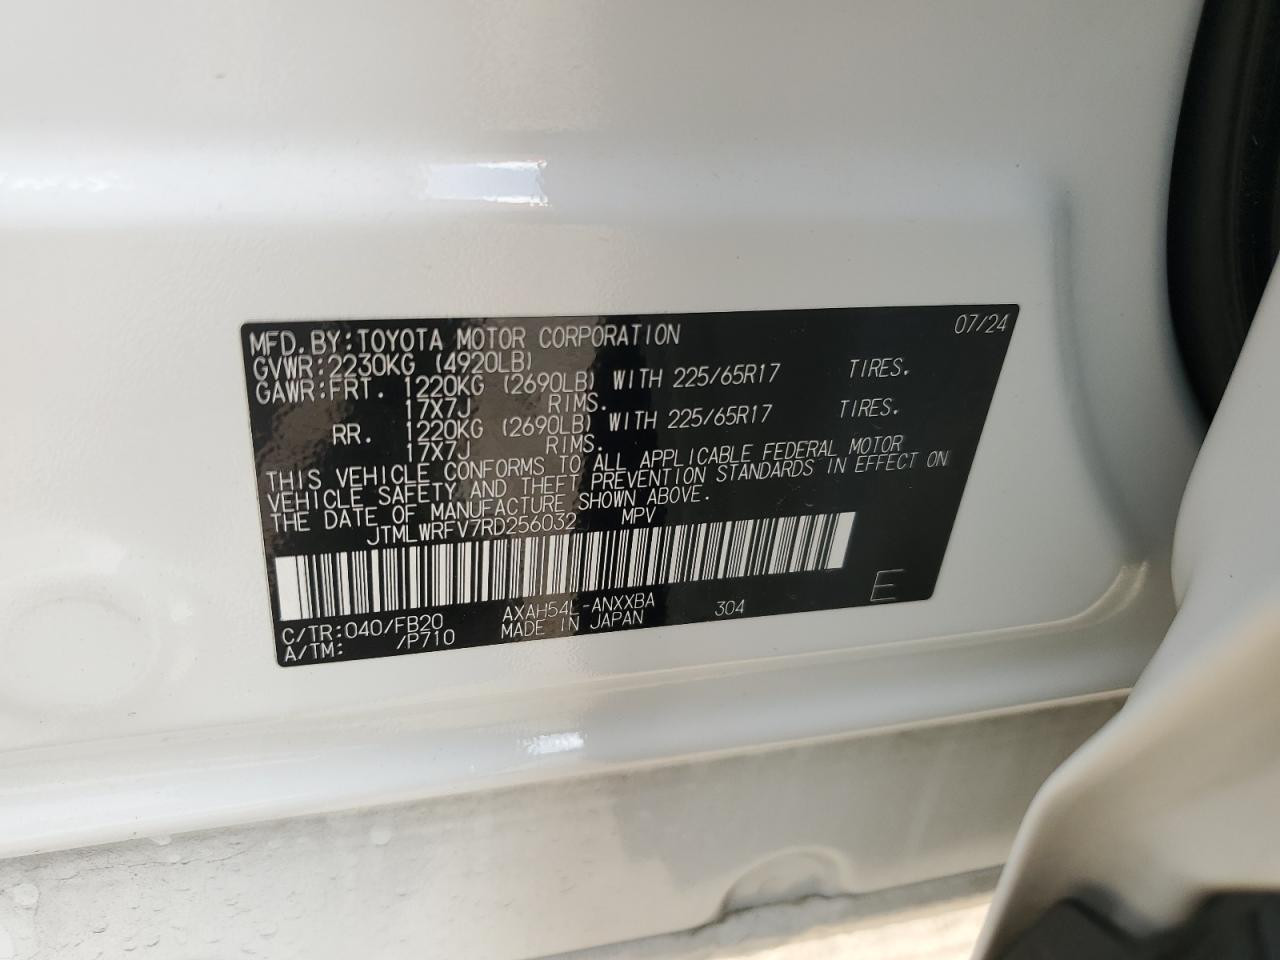 MFD.BY:TOYOTA MOTOR CORPORATION 07/24
GVWR:2230KG (4920LB)
GAWR:FRT. 1220KG (2690LB) WITH 225/65R17 TIRES.
17X7J RIMS.
RR. 1220KG (2690LB) WITH 225/65R17 TIRES.
17X7J RIMS.
THIS VEHICLE CONFORMS TO ALL APPLICABLE FEDERAL MOTOR
VEHICLE SAFETY AND THEFT PREVENTION STANDARDS IN EFFECT ON
THE DATE OF MANUFACTURE SHOWN ABOVE.
JTMLWRFV7RD256032 MPV
C/TR:040/FB20 AXAH54L-ANXXBA 304 E
A/TM: /P710 MADE IN JAPAN